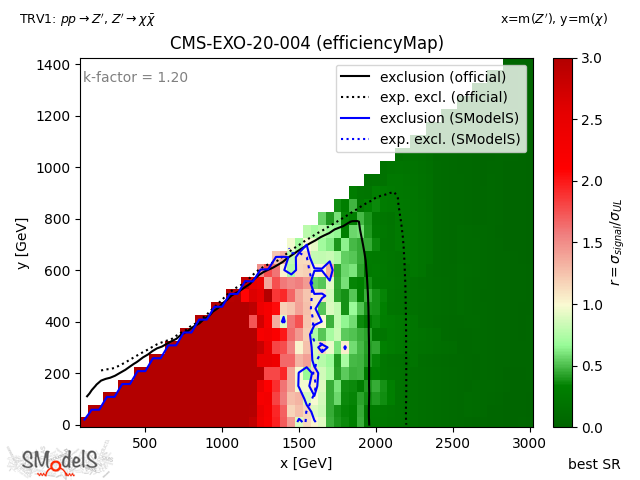 TRV1: pp → Z′, Z′ → χχ̄
x=m(Z′), y=m(χ)
CMS-EXO-20-004 (efficiencyMap)
k-factor = 1.20
exclusion (official)
exp. excl. (official)
exclusion (SModelS)
exp. excl. (SModelS)
1400
1200
1000
800
600
400
200
0
y [GeV]
500
1000
1500
2000
2500
3000
x [GeV]
3.0
2.5
2.0
1.5
1.0
0.5
0.0
r = σsignal/σUL
best SR
SModelS